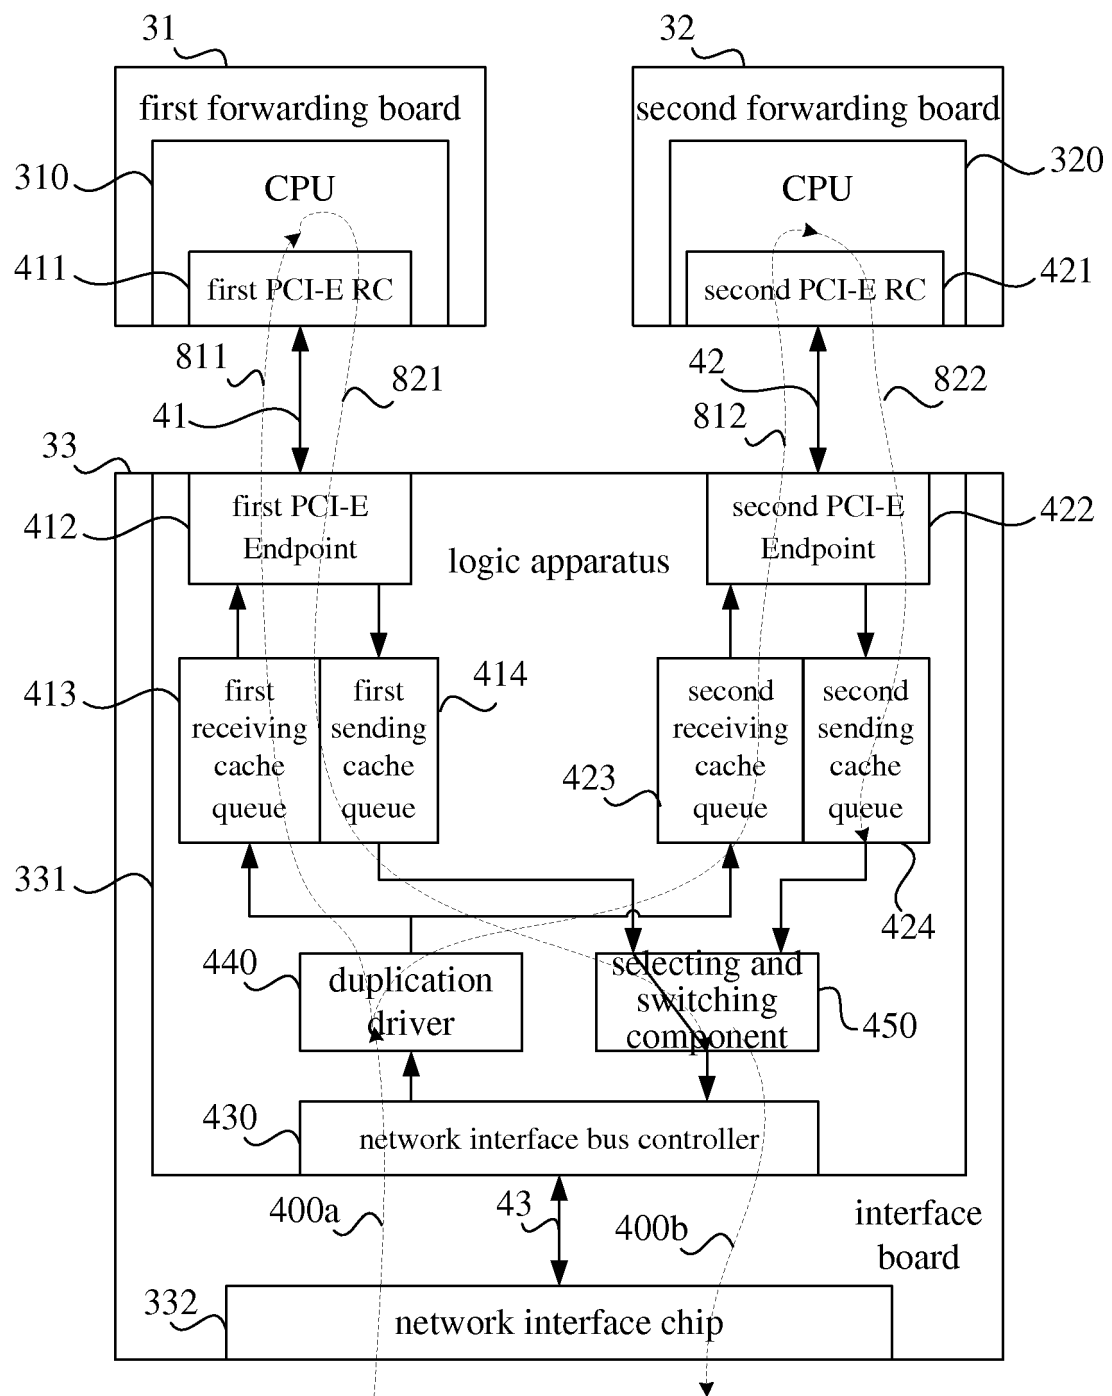 31
32
first forwarding board
second forwarding board
310
CPU
CPU
320
411
first PCI-E RC
second PCI-E RC
421
811
821
42
822
41
812
33
412
first PCI-E
Endpoint
logic apparatus
second PCI-E
Endpoint
422
413
first
receiving
cache
queue
first
sending
cache
queue
414
423
second
receiving
cache
queue
second
sending
cache
queue
331
424
440
duplication
driver
selecting and
switching
component
450
430
network interface bus controller
400a
43
400b
interface
board
332
network interface chip